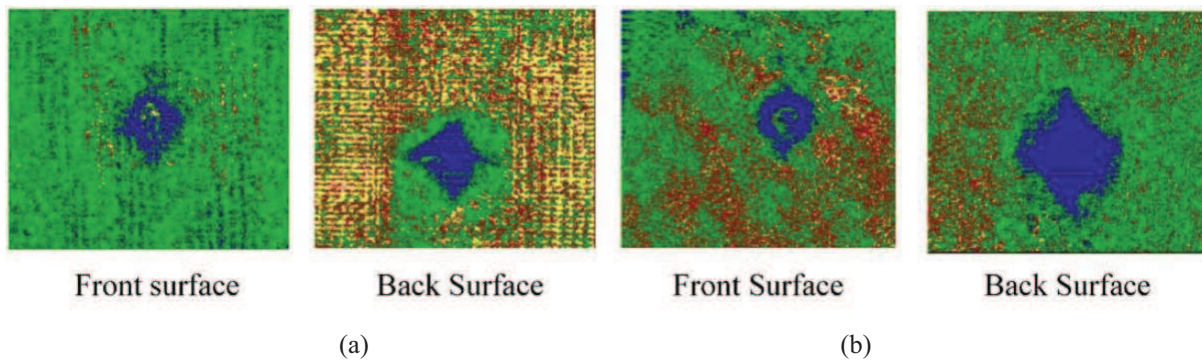 Front surface
Back Surface
Front Surface
Back Surface
(a)
(b)